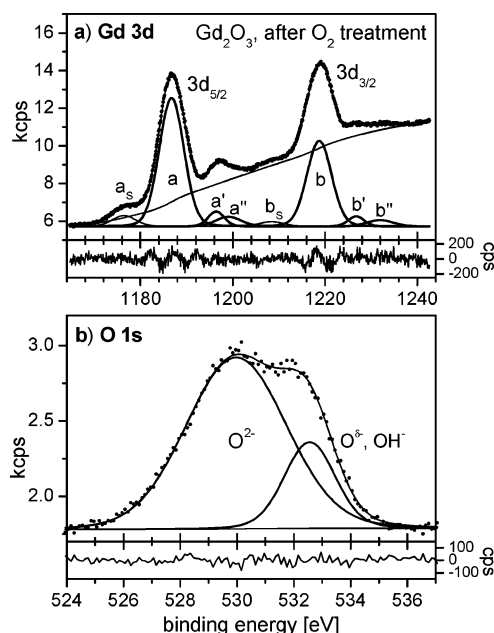 a) Gd 3d
Gd₂O₃, after O₂ treatment
3d5/2
3d3/2
kcps
16
14
12
10
8
6
aₛ
a
a'
a''
bₛ
b
b'
b''
200
0
-200
cps
1180 1200 1220 1240
b) O 1s
kcps
3.0
2.5
2.0
O²⁻
O^δ-, OH⁻
100
0
-100
cps
524 526 528 530 532 534 536
binding energy [eV]